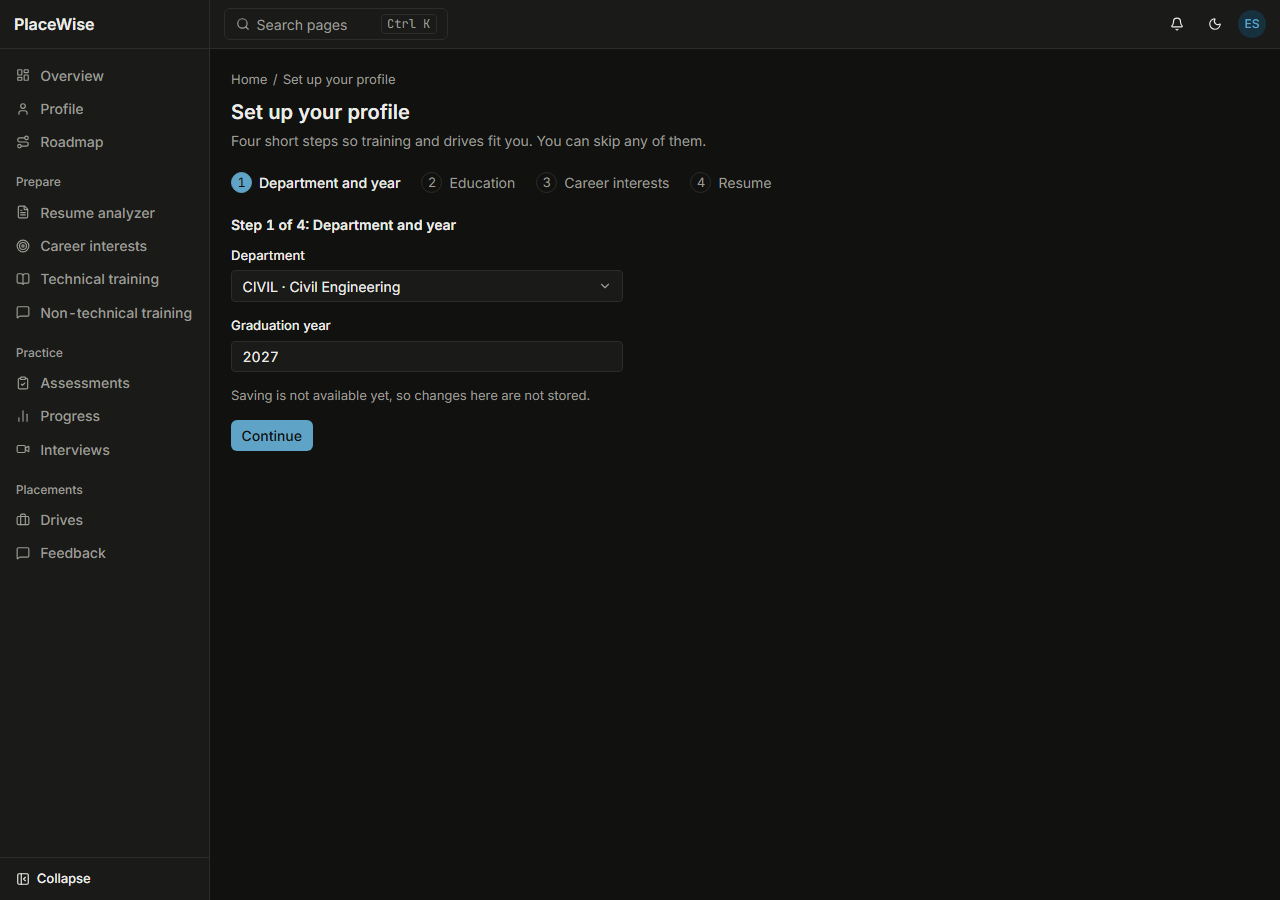 PlaceWise
Search pages Ctrl K
ES
Overview
Profile
Roadmap
Prepare
Resume analyzer
Career interests
Technical training
Non-technical training
Practice
Assessments
Progress
Interviews
Placements
Drives
Feedback
Collapse
Home / Set up your profile
Set up your profile
Four short steps so training and drives fit you. You can skip any of them.
1 Department and year 2 Education 3 Career interests 4 Resume
Step 1 of 4: Department and year
Department
CIVIL · Civil Engineering
Graduation year
2027
Saving is not available yet, so changes here are not stored.
Continue